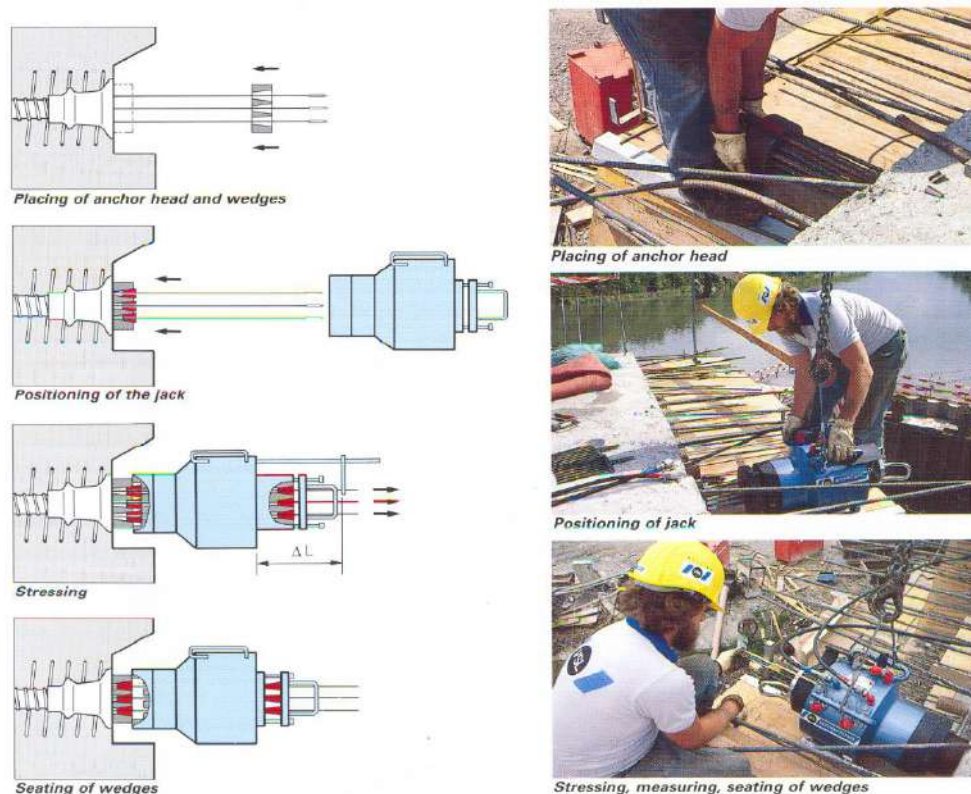 Placing of anchor head and wedges
Positioning of the jack
ΔL
Stressing
Seating of wedges
Placing of anchor head
Positioning of jack
Stressing, measuring, seating of wedges